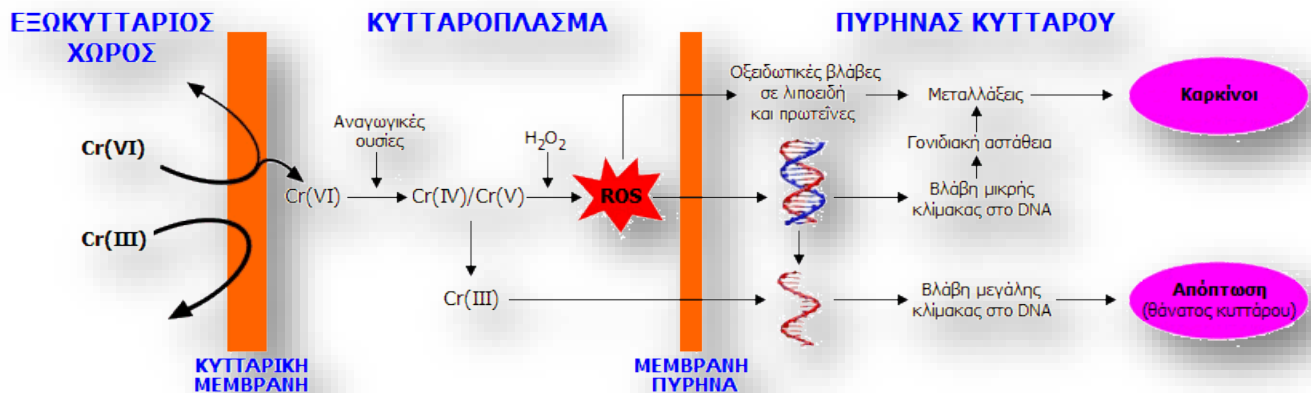 ΕΞΩΚΥΤΤΑΡΙΟΣ
ΧΩΡΟΣ
ΚΥΤΤΑΡΟΠΛΑΣΜΑ
ΠΥΡΗΝΑΣ ΚΥΤΤΑΡΟΥ
Cr(VI)
Cr(III)
Cr(VI)
Αναγωγικές
ουσίες
Cr(IV)/Cr(V)
H₂O₂
ROS
Cr(III)
Οξειδωτικές βλάβες
σε λιποειδή
και πρωτεΐνες
Μεταλλάξεις
Καρκίνοι
Γονιδιακή αστάθεια
Βλάβη μικρής
κλίμακας στο DNA
Βλάβη μεγάλης
κλίμακας στο DNA
Απόπτωση
(θάνατος κυττάρου)
ΚΥΤΤΑΡΙΚΗ
ΜΕΜΒΡΑΝΗ
ΜΕΜΒΡΑΝΗ
ΠΥΡΗΝΑ